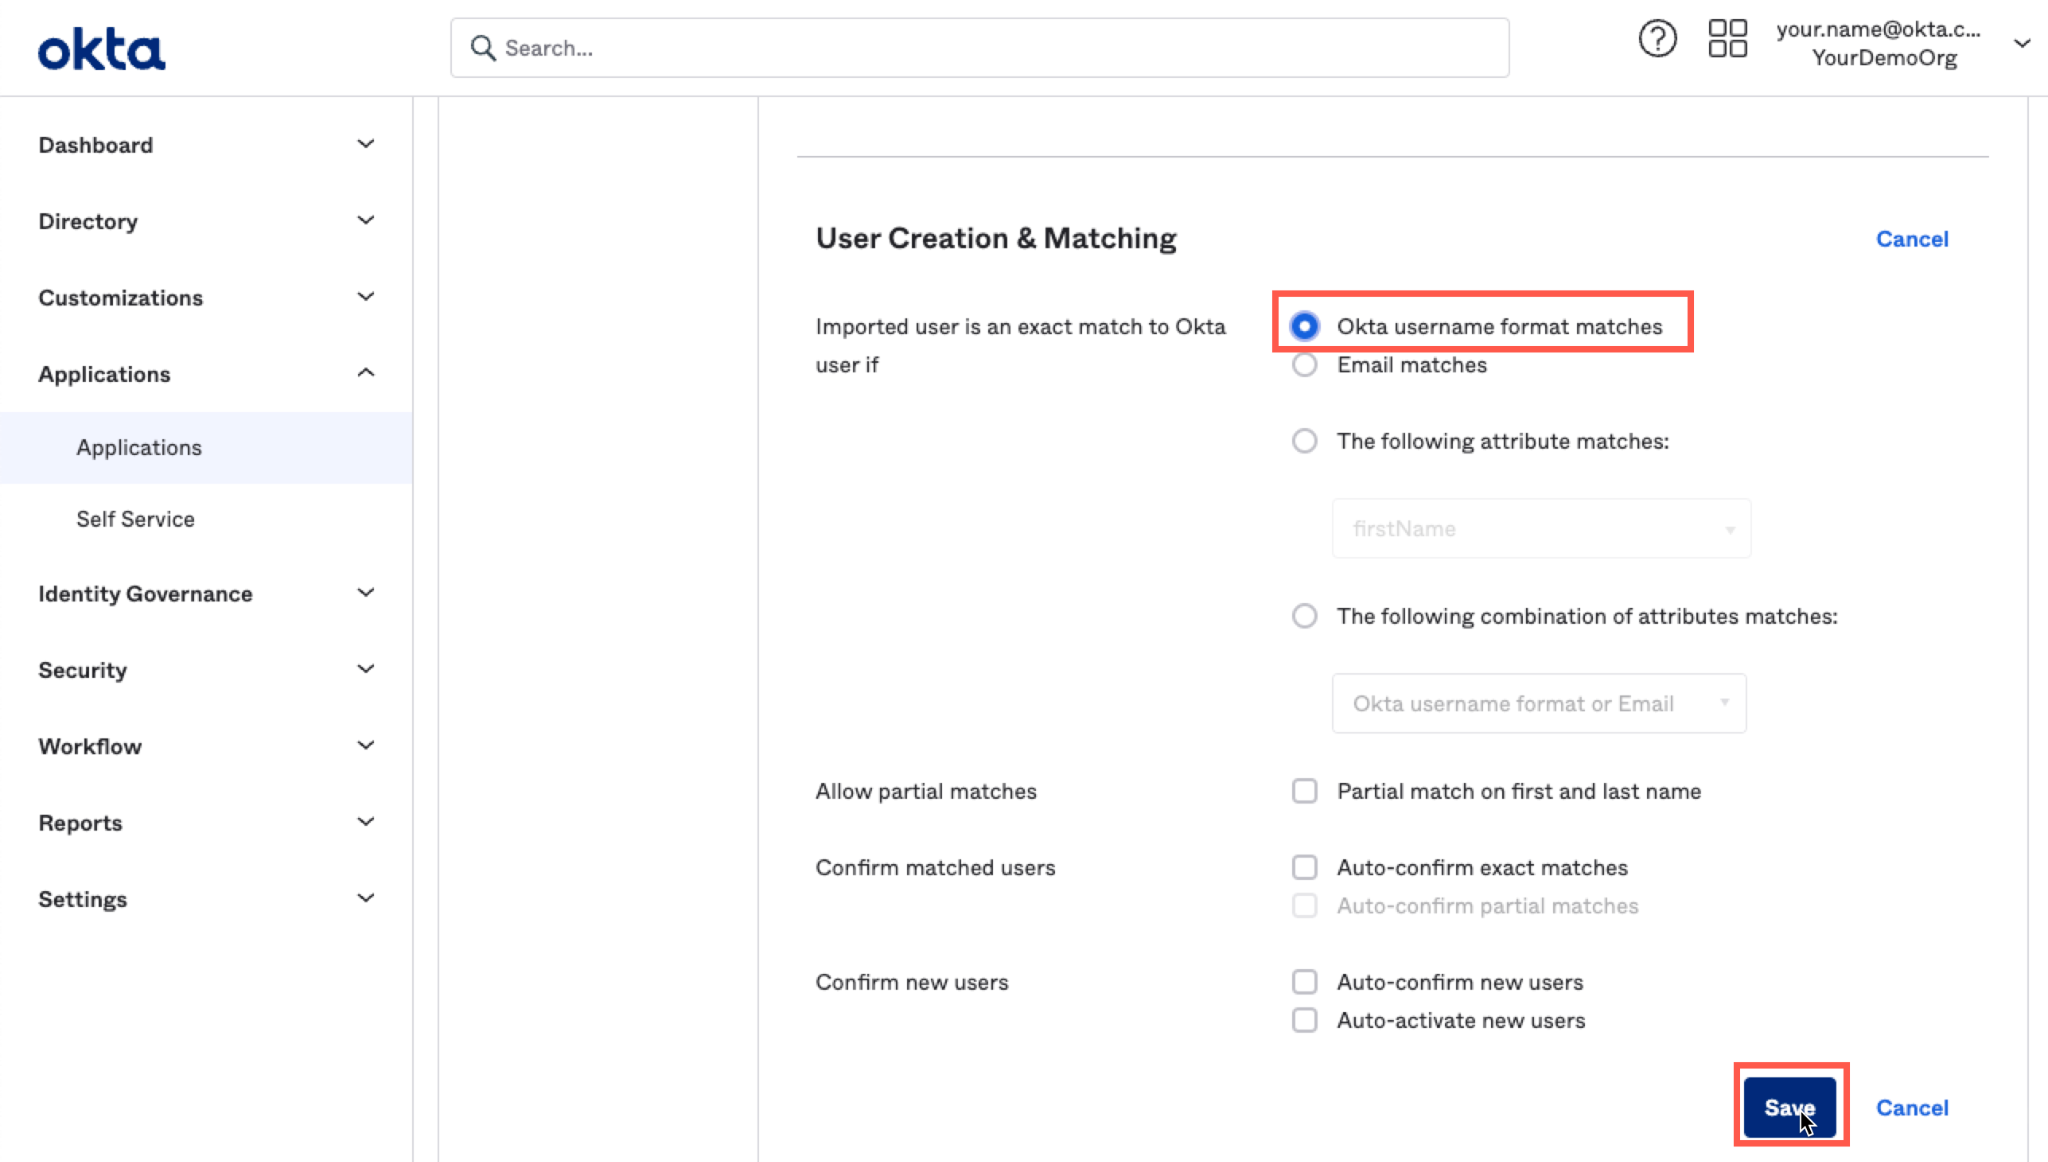 okta
Search...
your.name@okta.c...
YourDemoOrg
Dashboard
Directory
Customizations
Applications
Applications
Self Service
Identity Governance
Security
Workflow
Reports
Settings
User Creation & Matching
Cancel
Imported user is an exact match to Okta
user if
Okta username format matches
Email matches
The following attribute matches:
firstName
The following combination of attributes matches:
Okta username format or Email
Allow partial matches
Partial match on first and last name
Confirm matched users
Auto-confirm exact matches
Auto-confirm partial matches
Confirm new users
Auto-confirm new users
Auto-activate new users
Save
Cancel